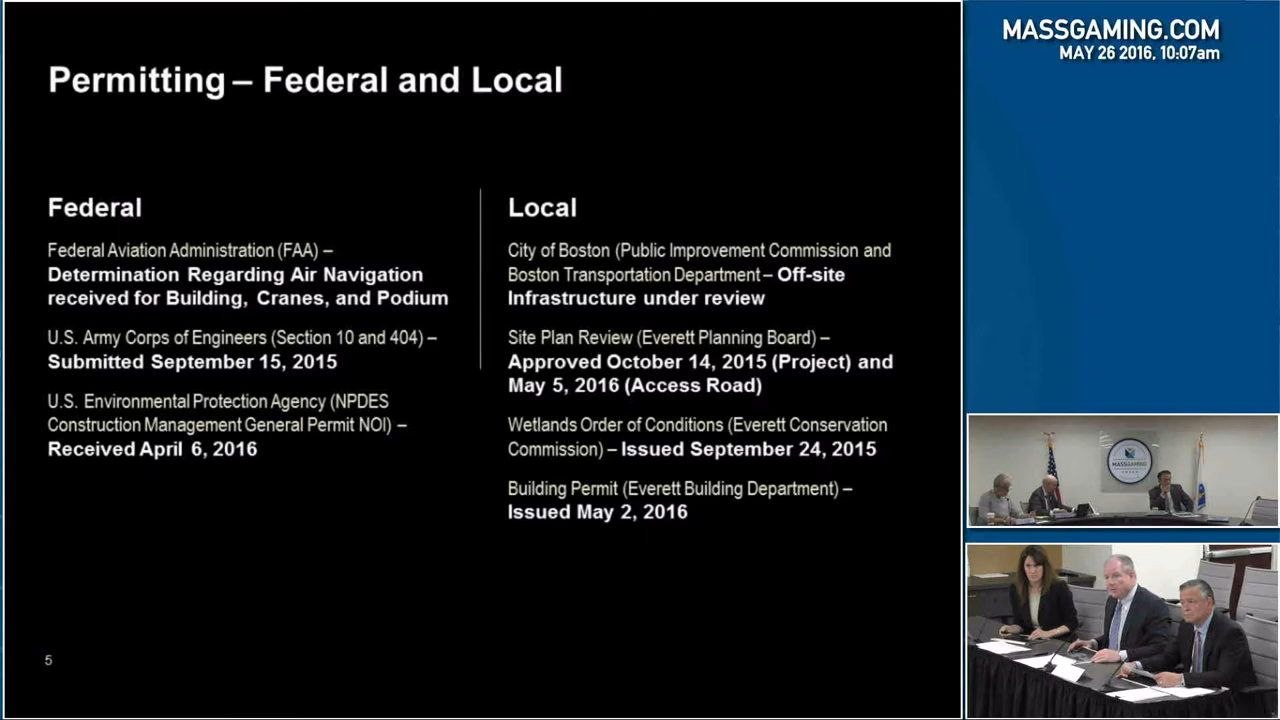 MASSGAMING.COM
MAY 26 2016, 10:07am
Permitting – Federal and Local
Federal
Federal Aviation Administration (FAA) –
Determination Regarding Air Navigation
received for Building, Cranes, and Podium
U.S. Army Corps of Engineers (Section 10 and 404) –
Submitted September 15, 2015
U.S. Environmental Protection Agency (NPDES
Construction Management General Permit NOI) –
Received April 6, 2016
Local
City of Boston (Public Improvement Commission and
Boston Transportation Department – Off-site
Infrastructure under review
Site Plan Review (Everett Planning Board) –
Approved October 14, 2015 (Project) and
May 5, 2016 (Access Road)
Wetlands Order of Conditions (Everett Conservation
Commission) – Issued September 24, 2015
Building Permit (Everett Building Department) –
Issued May 2, 2016
5
MASSGAMING